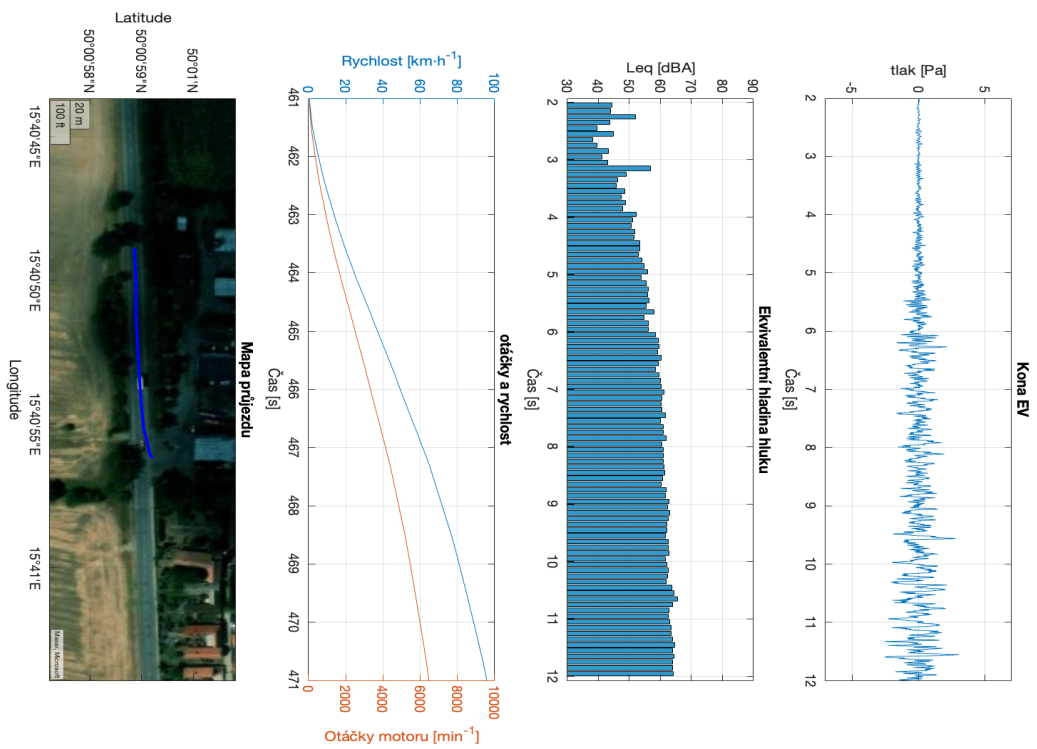 Kona EV
tlak [Pa]
5
0
-5
2 3 4 5 6 7 8 9 10 11 12
Čas [s]
Ekvivalentní hladina hluku
Leq [dBA]
90
80
70
60
50
40
30
2 3 4 5 6 7 8 9 10 11 12
Čas [s]
otáčky a rychlost
Rychlost [km·h⁻¹]
100
80
60
40
20
0
10000
8000
6000
4000
2000
0
Otáčky motoru [min⁻¹]
461 462 463 464 465 466 467 468 469 470 471
Čas [s]
Mapa průjezdu
Latitude
50°01'N
50°00'59"N
50°00'58"N
20 m
100 ft
Maxar, Microsoft
15°40'45"E 15°40'50"E 15°40'55"E 15°41'E
Longitude